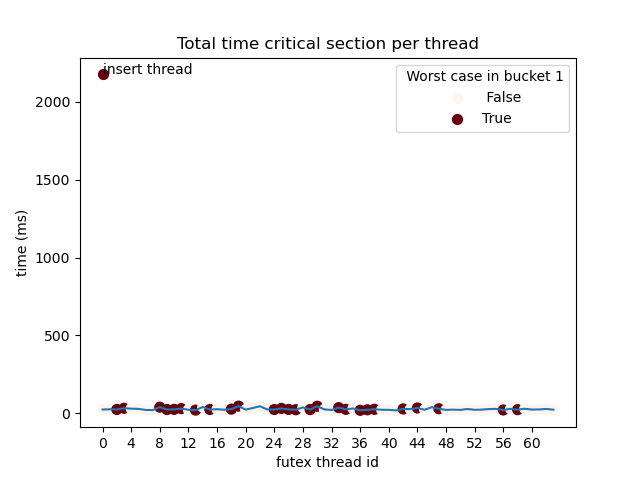 Total time critical section per thread
insert thread
Worst case in bucket 1
False
True
2000
1500
1000
500
0
time (ms)
0 4 8 12 16 20 24 28 32 36 40 44 48 52 56 60
futex thread id